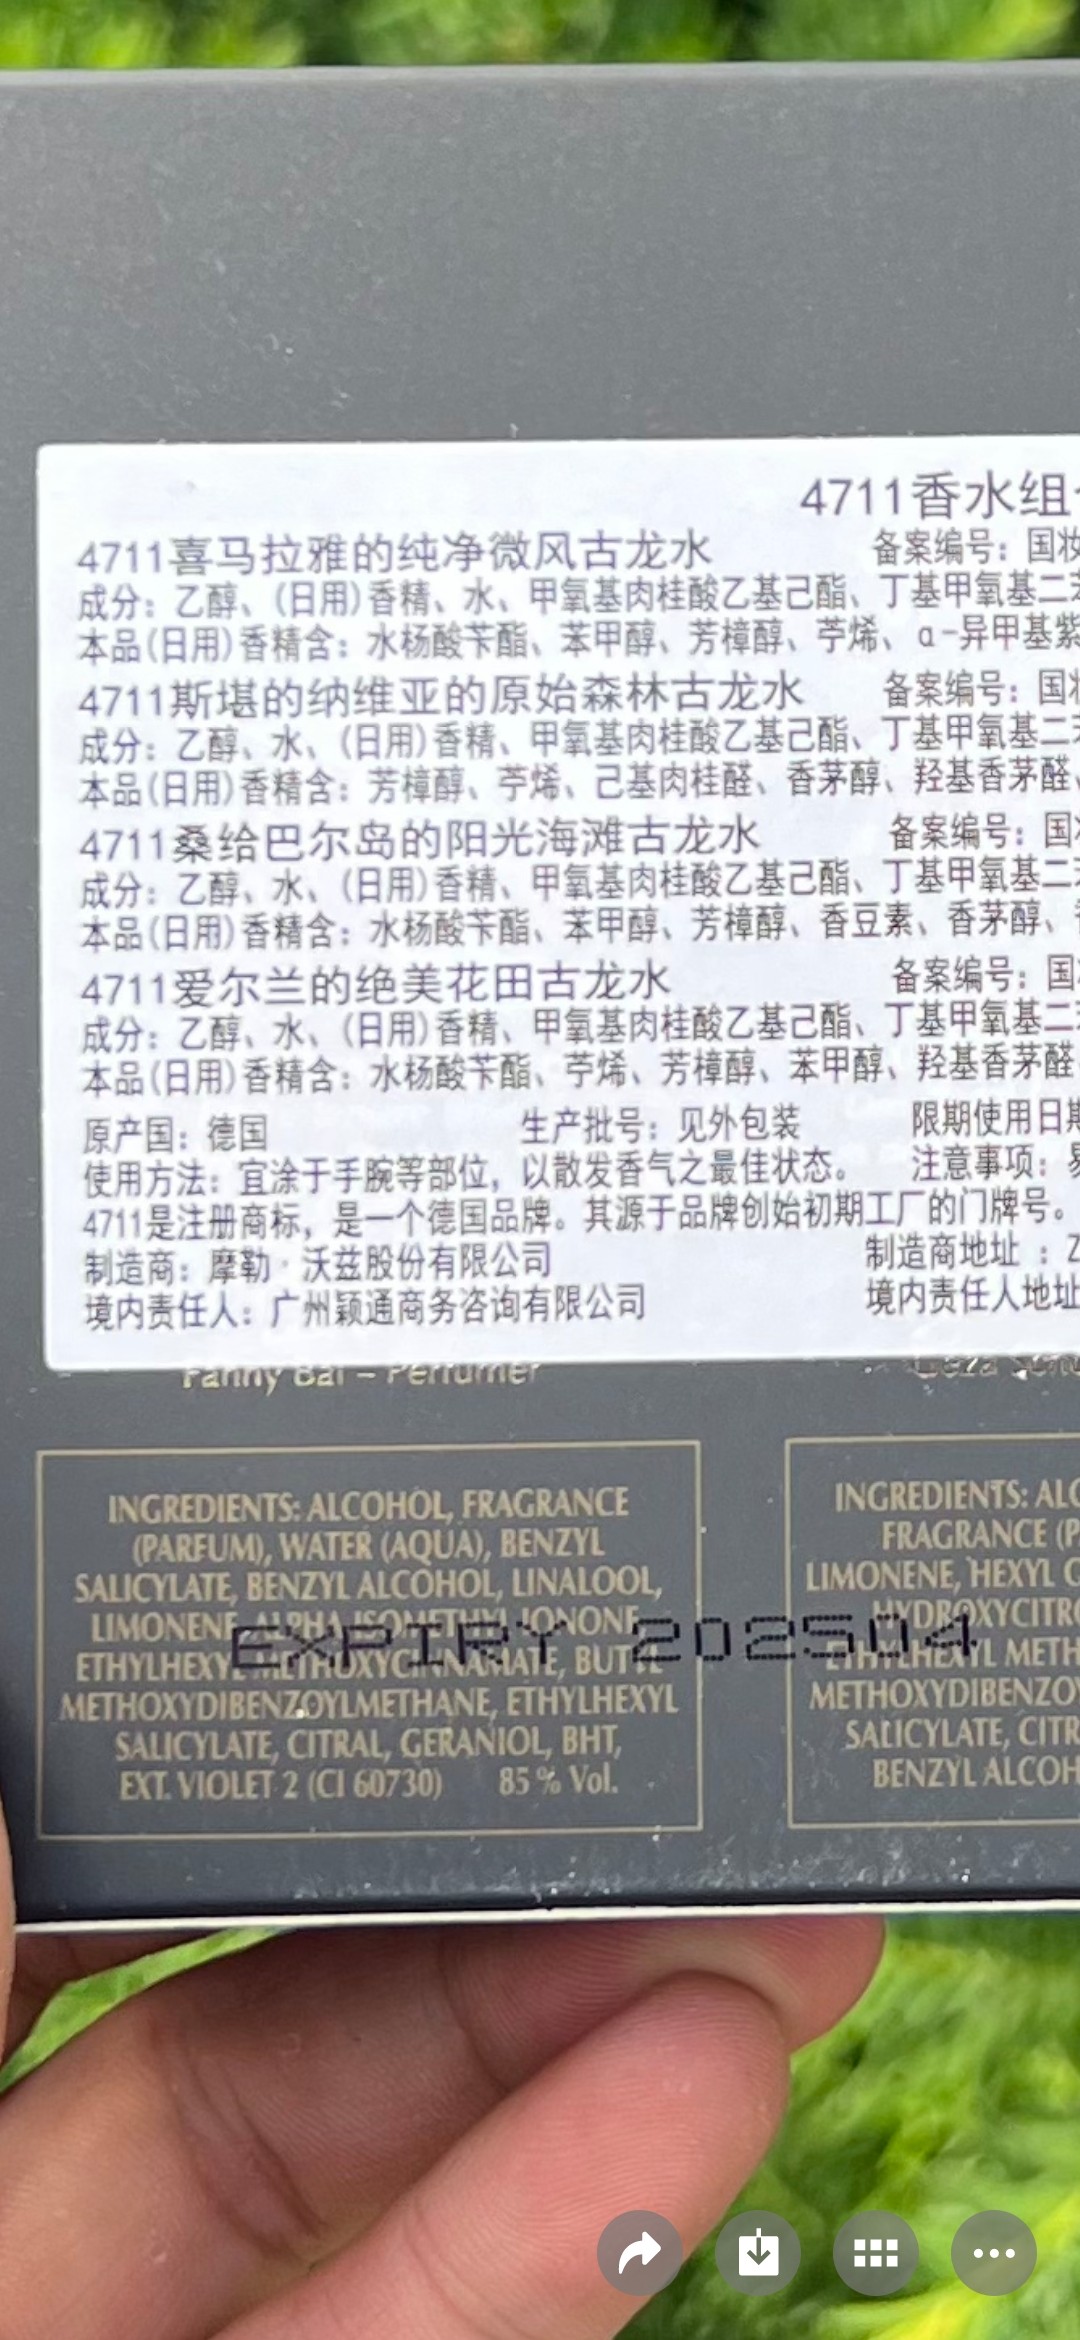 4711香水组
4711喜马拉雅的纯净微风古龙水 备案编号：国妆
成分：乙醇、(日用)香精、水、甲氧基肉桂酸乙基己酯、丁基甲氧基二苯
本品(日用)香精含：水杨酸苄酯、苯甲醇、芳樟醇、苧烯、α-异甲基紫
4711斯堪的纳维亚的原始森林古龙水 备案编号：国妆
成分：乙醇、水、(日用)香精、甲氧基肉桂酸乙基己酯、丁基甲氧基二苯
本品(日用)香精含：芳樟醇、苧烯、己基肉桂醛、香茅醇、羟基香茅醛、
4711桑给巴尔岛的阳光海滩古龙水 备案编号：国
成分：乙醇、水、(日用)香精、甲氧基肉桂酸乙基己酯、丁基甲氧基二
本品(日用)香精含：水杨酸苄酯、苯甲醇、芳樟醇、香豆素、香茅醇、
4711爱尔兰的绝美花田古龙水 备案编号：国
成分：乙醇、水、(日用)香精、甲氧基肉桂酸乙基己酯、丁基甲氧基二
本品(日用)香精含：水杨酸苄酯、苧烯、芳樟醇、苯甲醇、羟基香茅醛
原产国：德国 生产批号：见外包装 限期使用日期
使用方法：宜涂于手腕等部位，以散发香气之最佳状态。 注意事项：易
4711是注册商标，是一个德国品牌。其源于品牌创始初期工厂的门牌号。
制造商：摩勒·沃兹股份有限公司 制造商地址：
境内责任人：广州颖通商务咨询有限公司 境内责任人地址
Fanny Bal – Perfumer
INGREDIENTS: ALCOHOL, FRAGRANCE
(PARFUM), WATER (AQUA), BENZYL
SALICYLATE, BENZYL ALCOHOL, LINALOOL,
LIMONENE, ALPHA-ISOMETHYL IONONE,
ETHYLHEXYL METHOXYCINNAMATE, BUTYL
METHOXYDIBENZOYLMETHANE, ETHYLHEXYL
SALICYLATE, CITRAL, GERANIOL, BHT,
EXT. VIOLET 2 (CI 60730) 85 % Vol.
EXPIRY 202504
INGREDIENTS: ALC
FRAGRANCE (P
LIMONENE, HEXYL C
HYDROXYCITR
ETHYLHEXYL METH
METHOXYDIBENZOY
SALICYLATE, CITR
BENZYL ALCOH